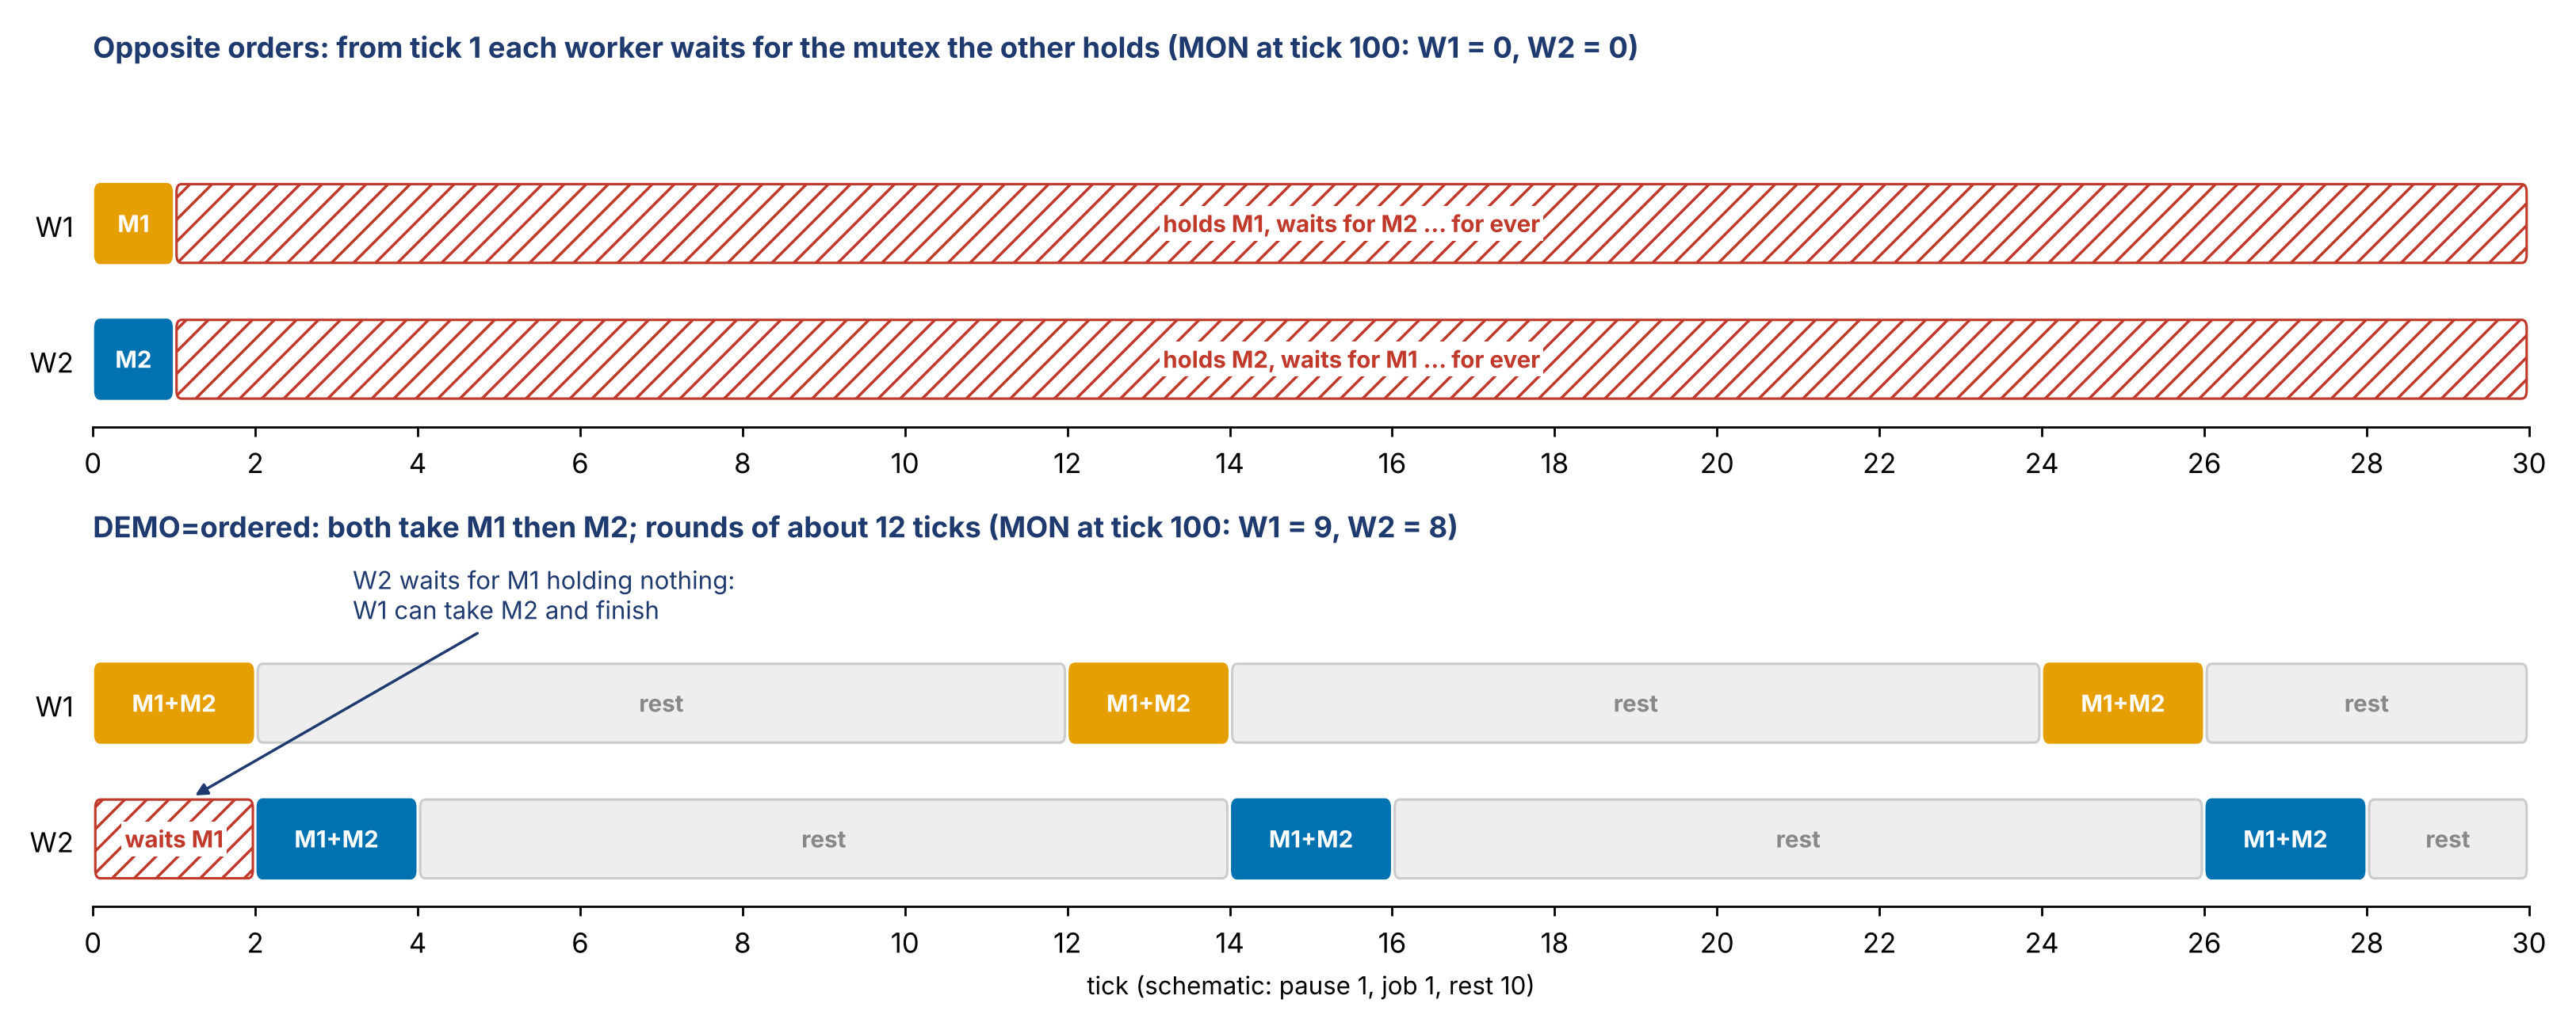 Opposite orders: from tick 1 each worker waits for the mutex the other holds (MON at tick 100: W1 = 0, W2 = 0)
W1
M1
holds M1, waits for M2 ... for ever
W2
M2
holds M2, waits for M1 ... for ever
0 2 4 6 8 10 12 14 16 18 20 22 24 26 28 30
DEMO=ordered: both take M1 then M2; rounds of about 12 ticks (MON at tick 100: W1 = 9, W2 = 8)
W2 waits for M1 holding nothing:
W1 can take M2 and finish
W1
M1+M2 rest M1+M2 rest M1+M2 rest
W2
waits M1 M1+M2 rest M1+M2 rest M1+M2 rest
0 2 4 6 8 10 12 14 16 18 20 22 24 26 28 30
tick (schematic: pause 1, job 1, rest 10)